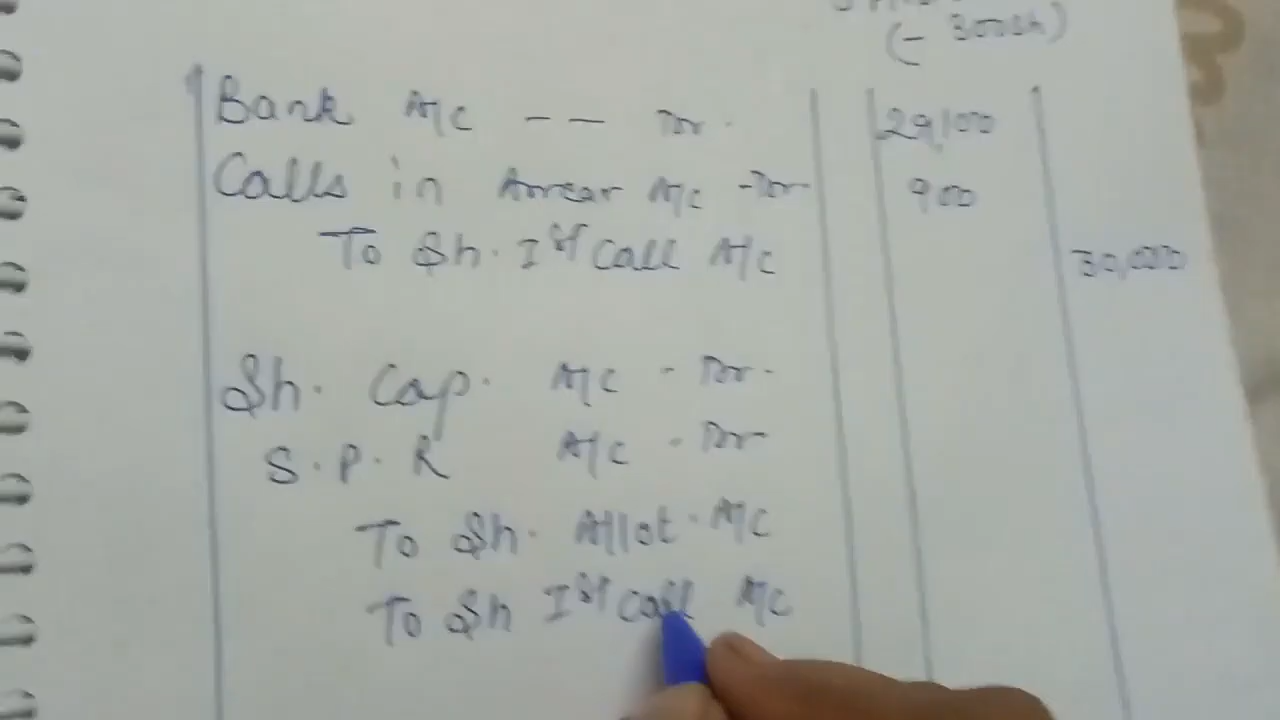 (- 300sh)
Bank A/C -- Dr. 29,100
Calls in Arrear A/C - Dr 900
To Sh. Ist Call A/C 30,000
Sh. Cap. A/C - Dr.
S.P.R A/C - Dr
To Sh. Allot. A/C
To Sh Ist Call A/C